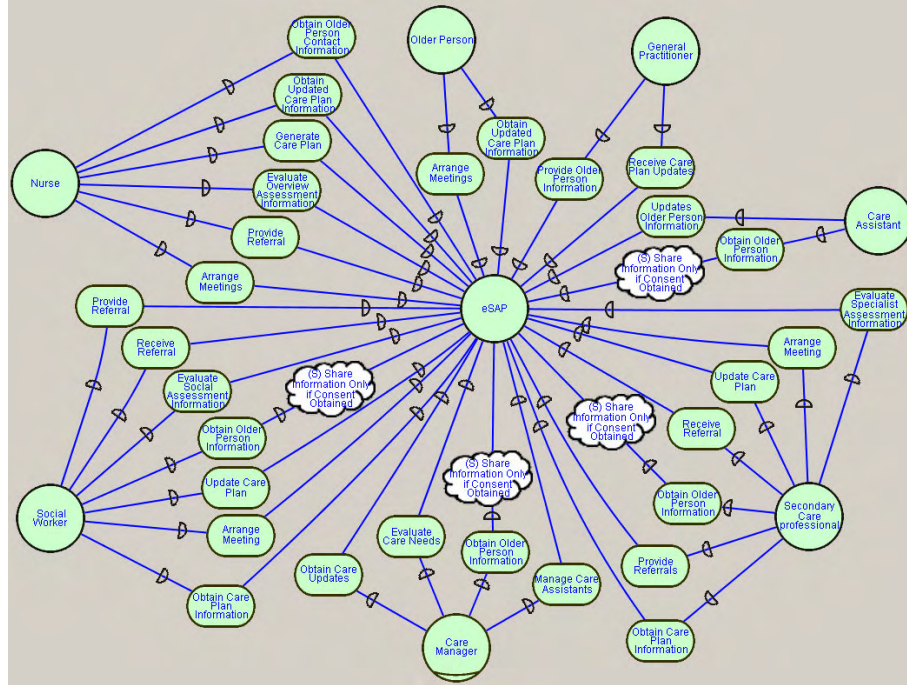 Obtain Older
Person
Contact
Information
Older Person
General
Practitioner
Obtain
Updated
Care Plan
Information
Obtain
Updated
Care Plan
Information
Generate
Care Plan
Nurse
Evaluate
Overview
Assessment
Information
Arrange
Meetings
Provide Older
Person
Information
Receive Care
Plan Updates
Updates
Older Person
Information
Care
Assistant
Provide
Referral
Obtain Older
Person
Information
(S) Share
Information Only
if Consent
Obtained
Arrange
Meetings
Provide
Referral
eSAP
Evaluate
Specialist
Assessment
Information
Receive
Referral
Arrange
Meeting
Evaluate
Social
Assessment
Information
(S) Share
Information Only
if Consent
Obtained
Update Care
Plan
(S) Share
Information Only
if Consent
Obtained
Receive
Referral
Obtain Older
Person
Information
(S) Share
Information Only
if Consent
Obtained
Update Care
Plan
Obtain Older
Person
Information
Social
Worker
Secondary
Care
professional
Arrange
Meeting
Evaluate
Care Needs
Obtain Older
Person
Information
Obtain Care
Updates
Manage Care
Assistants
Provide
Referrals
Obtain Care
Plan
Information
Care
Manager
Obtain Care
Plan
Information